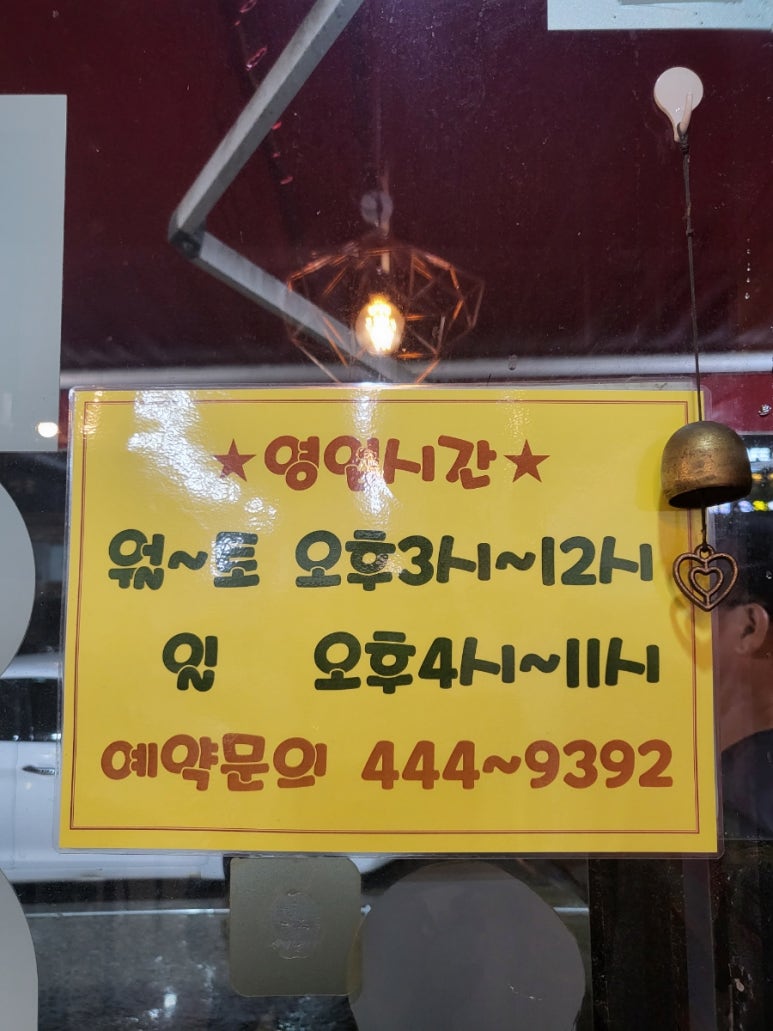 ★영업시간★
월~토 오후3시~12시
일 오후4시~11시
예약문의 444~9392